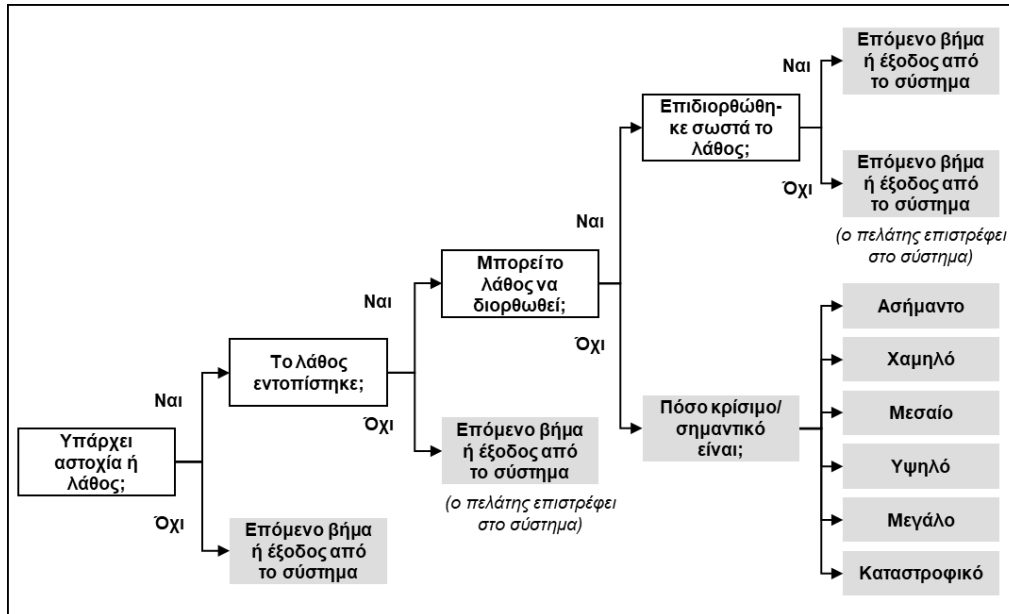 Υπάρχει
αστοχία ή
λάθος;
Ναι
Όχι
Το λάθος
εντοπίστηκε;
Επόμενο βήμα
ή έξοδος από
το σύστημα
Ναι
Όχι
Μπορεί το
λάθος να
διορθωθεί;
Επόμενο βήμα
ή έξοδος από
το σύστημα
(ο πελάτης επιστρέφει
στο σύστημα)
Ναι
Όχι
Επιδιορθώθη-
κε σωστά το
λάθος;
Πόσο κρίσιμο/
σημαντικό
είναι;
Ναι
Όχι
Επόμενο βήμα
ή έξοδος από
το σύστημα
Επόμενο βήμα
ή έξοδος από
το σύστημα
(ο πελάτης επιστρέφει
στο σύστημα)
Ασήμαντο
Χαμηλό
Μεσαίο
Υψηλό
Μεγάλο
Καταστροφικό